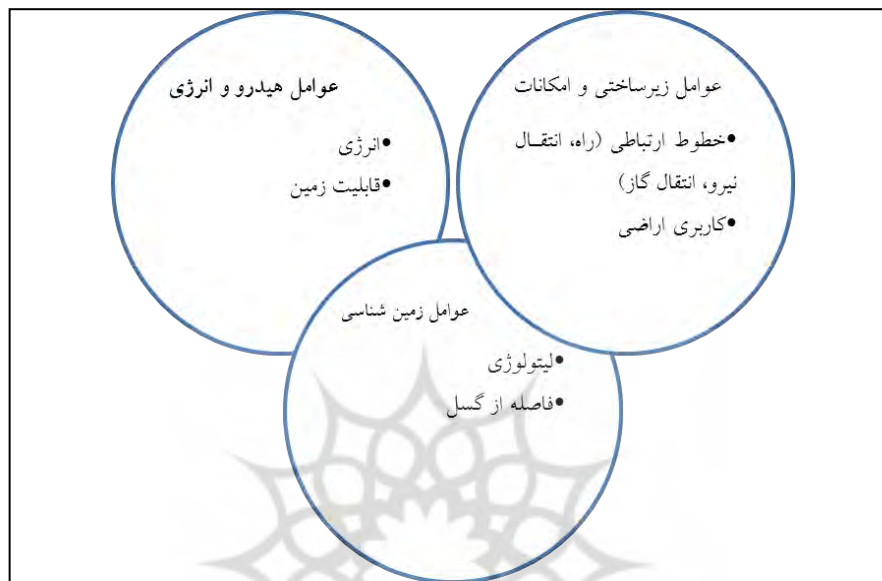 عوامل زیرساختی و امکانات
•خطوط ارتباطی (راه، انتقـال
نیرو، انتقال گاز)
•کاربری اراضی
عوامل هیدرو و انرژی
•انرژی
•قابلیت زمین
عوامل زمین شناسی
•لیتولوژی
•فاصله از گسل